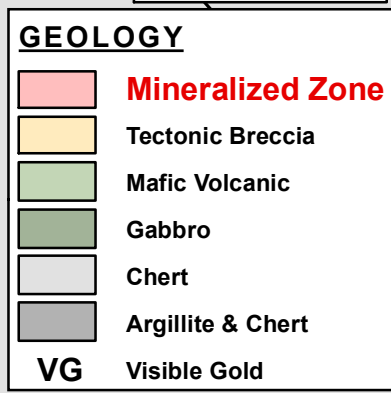 GEOLOGY
Mineralized Zone
Tectonic Breccia
Mafic Volcanic
Gabbro
Chert
Argillite & Chert
VG Visible Gold